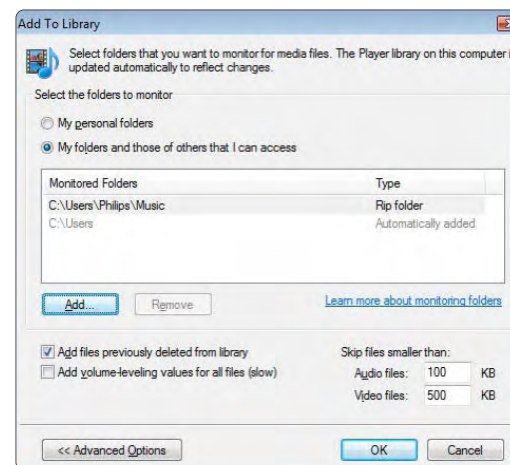 Add To Library
Select folders that you want to monitor for media files. The Player library on this computer
updated automatically to reflect changes.
Select the folders to monitor
My personal folders
My folders and those of others that I can access
Monitored Folders Type
C:\Users\Philips\Music Rip folder
C:\Users Automatically added
Add... Remove Learn more about monitoring folders
Add files previously deleted from library Skip files smaller than:
Add volume-leveling values for all files (slow) Audio files: 100 KB
Video files: 500 KB
<< Advanced Options OK Cancel